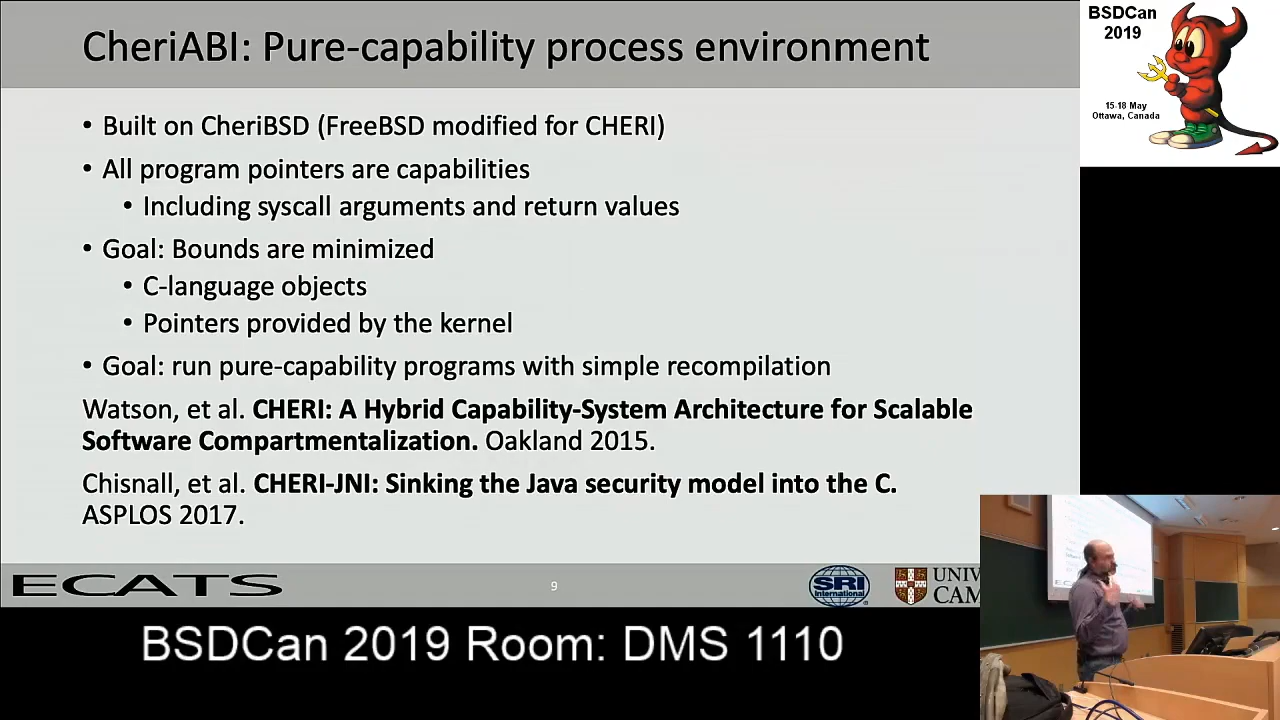 CheriABI: Pure-capability process environment
• Built on CheriBSD (FreeBSD modified for CHERI)
• All program pointers are capabilities
• Including syscall arguments and return values
• Goal: Bounds are minimized
• C-language objects
• Pointers provided by the kernel
• Goal: run pure-capability programs with simple recompilation
Watson, et al. CHERI: A Hybrid Capability-System Architecture for Scalable
Software Compartmentalization. Oakland 2015.
Chisnall, et al. CHERI-JNI: Sinking the Java security model into the C.
ASPLOS 2017.
ECATS
9
SRI
International
UNIV
CAM
BSDCan
2019
15-18 May
Ottawa, Canada
BSDCan 2019 Room: DMS 1110